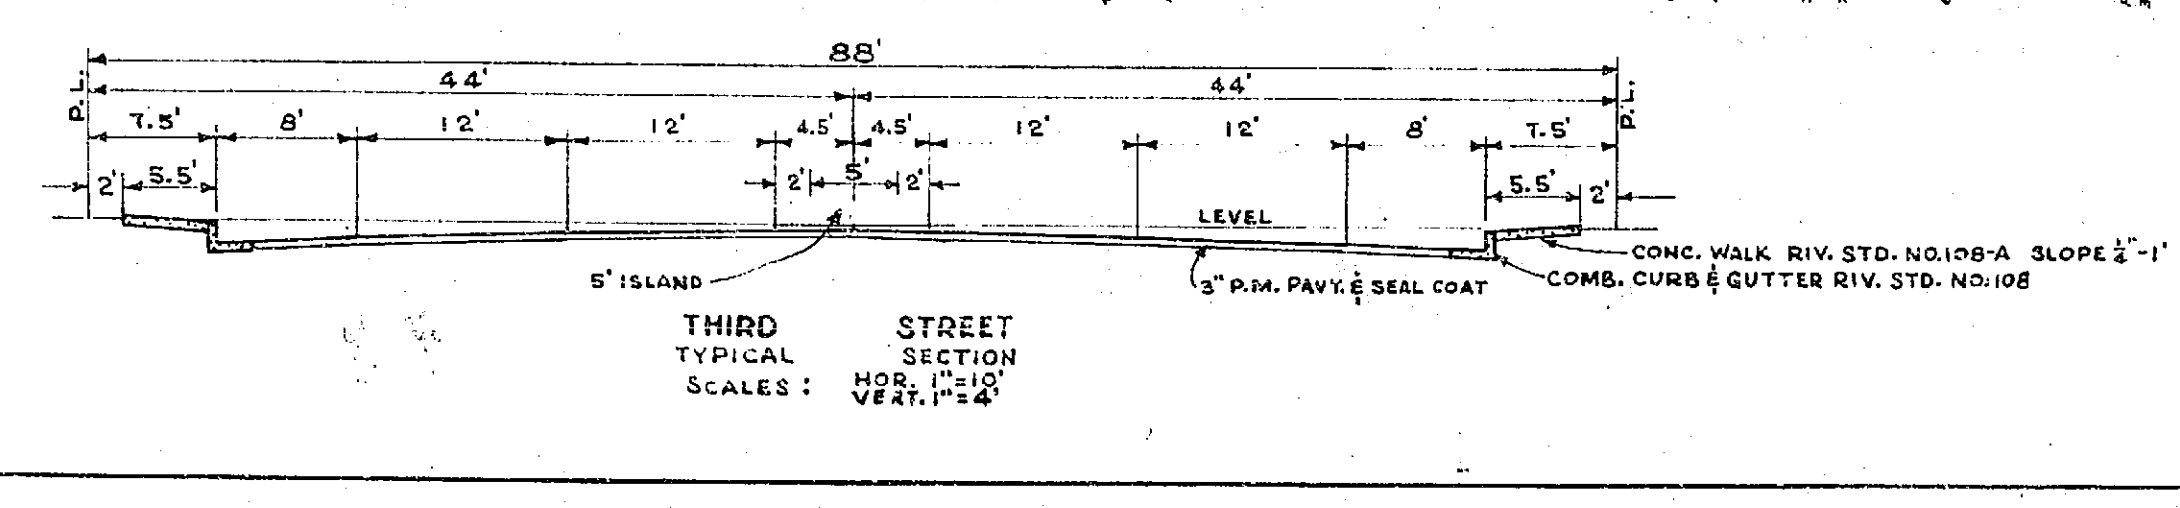 88'
44' 44'
P.L. 7.5' 8' 12' 12' 4.5' 4.5' 12' 12' 8' 7.5' P.L.
2' 5.5' 2' 5' 2' 5.5' 2'
LEVEL
CONC. WALK RIV. STD. NO.108-A SLOPE ¼"-1'
5' ISLAND 3" P.M. PAV'T. & SEAL COAT COMB. CURB & GUTTER RIV. STD. NO. 108
THIRD STREET
TYPICAL SECTION
SCALES: HOR. 1"=10'
VERT. 1"=4'